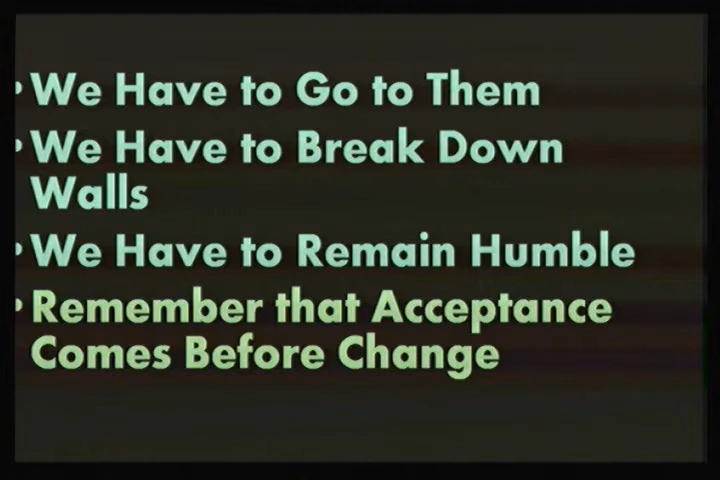 • We Have to Go to Them
• We Have to Break Down
Walls
• We Have to Remain Humble
• Remember that Acceptance
Comes Before Change